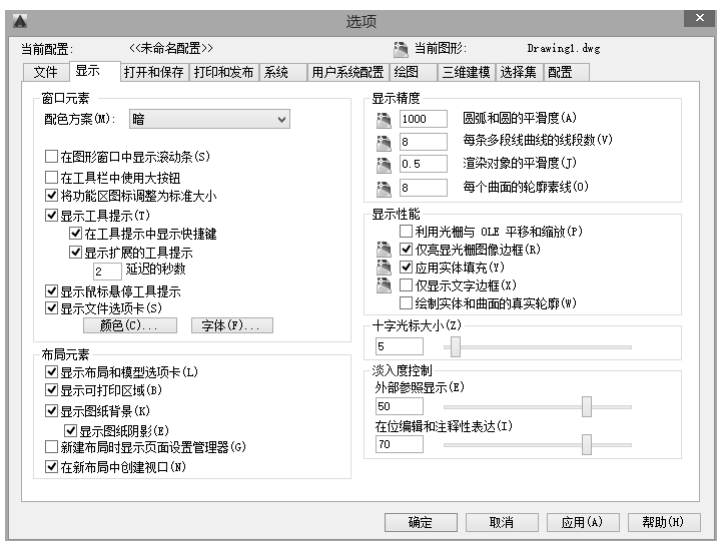 选项
当前配置: <<未命名配置>> 当前图形: Drawing1.dwg
文件 显示 打开和保存 打印和发布 系统 用户系统配置 绘图 三维建模 选择集 配置
窗口元素
配色方案(M): 暗
在图形窗口中显示滚动条(S)
在工具栏中使用大按钮
将功能区图标调整为标准大小
显示工具提示(T)
在工具提示中显示快捷键
显示扩展的工具提示
2 延迟的秒数
显示鼠标悬停工具提示
显示文件选项卡(S)
颜色(C)... 字体(F)...
布局元素
显示布局和模型选项卡(L)
显示可打印区域(B)
显示图纸背景(K)
显示图纸阴影(E)
新建布局时显示页面设置管理器(G)
在新布局中创建视口(N)
显示精度
1000 圆弧和圆的平滑度(A)
8 每条多段线曲线的线段数(V)
0.5 渲染对象的平滑度(J)
8 每个曲面的轮廓素线(O)
显示性能
利用光栅与 OLE 平移和缩放(P)
仅亮显光栅图像边框(R)
应用实体填充(Y)
仅显示文字边框(X)
绘制实体和曲面的真实轮廓(W)
十字光标大小(Z)
5
淡入度控制
外部参照显示(E)
50
在位编辑和注释性表达(I)
70
确定 取消 应用(A) 帮助(H)